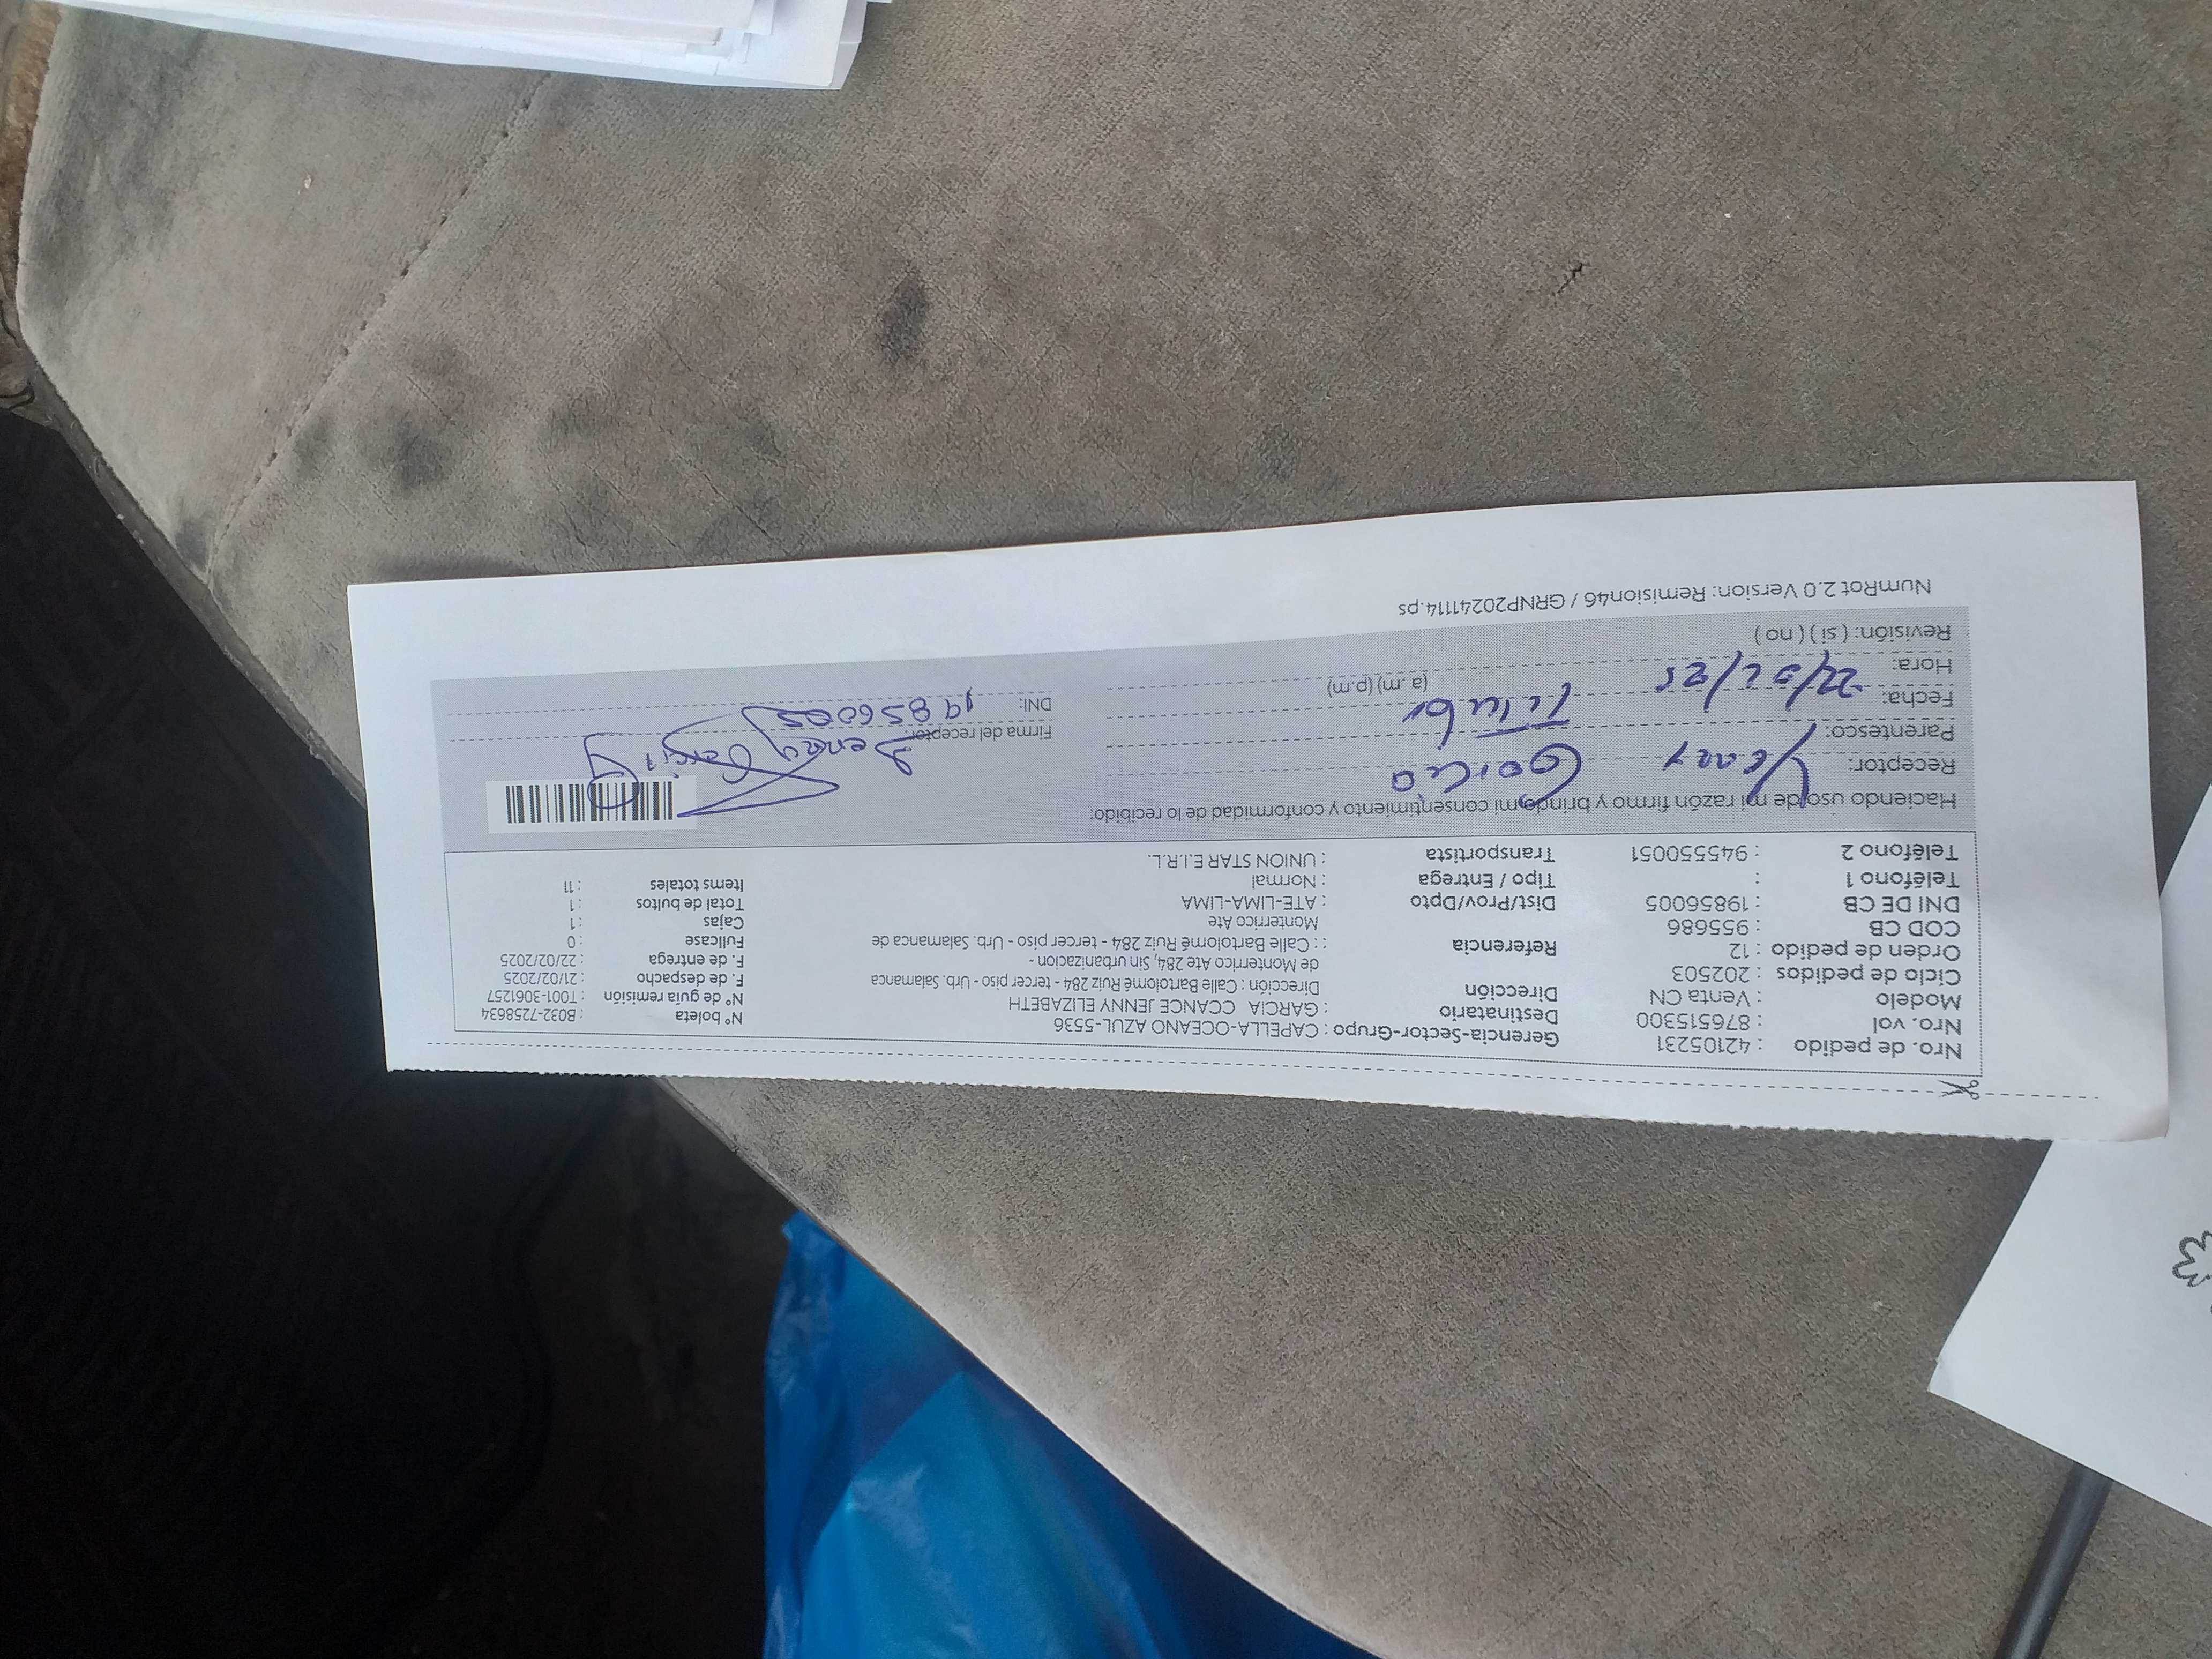 Nro. de pedido : 42105231
Nro. vol : 876515300
Modelo : Venta CN
Ciclo de pedidos : 202503
Orden de pedido : 12
COD CB : 955686
DNI DE CB : 19856005
Teléfono 1 :
Teléfono 2 : 945550051
Gerencia-Sector-Grupo : CAPELLA-OCEANO AZUL-5536
Destinatario : GARCIA CCANCE JENNY ELIZABETH
Dirección Dirección : Calle Bartolomé Ruiz 284 - tercer piso - Urb. Salamanca
de Monterrico Ate 284, Sin urbanizacion -
Referencia : : Calle Bartolomé Ruiz 284 - tercer piso - Urb. Salamanca de
Monterrico Ate
Dist/Prov/Dpto : ATE-LIMA-LIMA
Tipo / Entrega : Normal
Transportista : UNION STAR E.I.R.L.
N° boleta : B032-7258634
N° de guía remisión : T001-3061257
F. de despacho : 21/02/2025
F. de entrega : 22/02/2025
Fullcase : 0
Cajas : 1
Total de bultos : 1
Items totales : 11
Haciendo uso de mi razón firmo y brindo mi consentimiento y conformidad de lo recibido:
Receptor: Yenny Garcia
Parentesco: Titular
Fecha: 22/02/25
Hora: (a. m) (p.m)
Revisión: ( si ) ( no )
Firma del receptor: Jenny Garcia
DNI: 19856005
NumRot 2.0 Version: Remision46 / GRNP20241114.ps